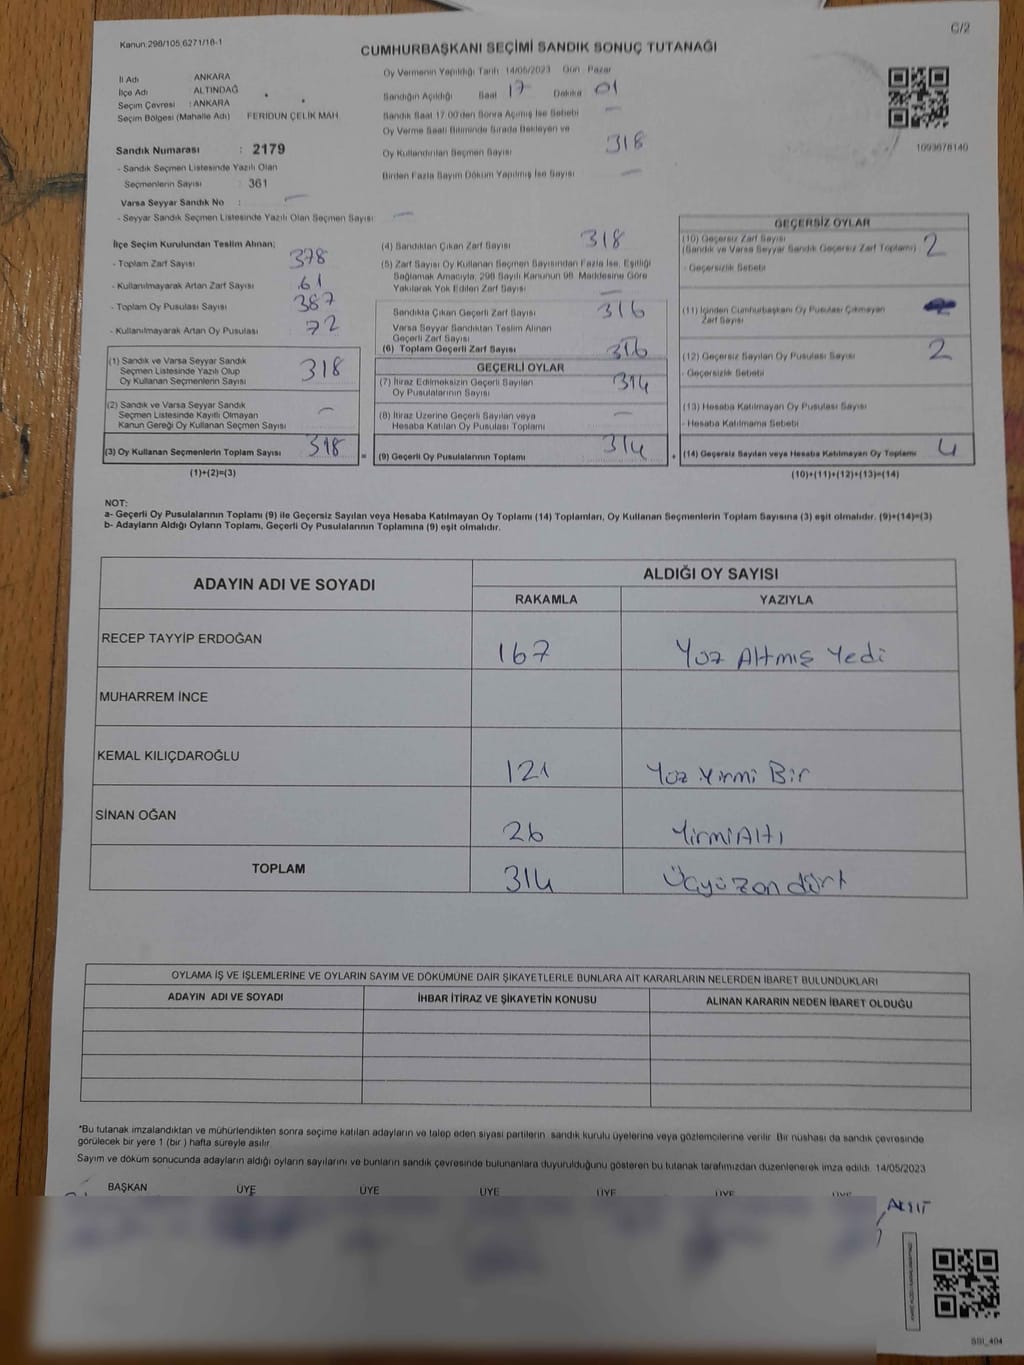 C/2
Kanun:298/105,6271/18-1
CUMHURBAŞKANI SEÇİMİ SANDIK SONUÇ TUTANAĞI
İl Adı : ANKARA
İlçe Adı : ALTINDAĞ
Seçim Çevresi : ANKARA
Seçim Bölgesi (Mahalle Adı) FERIDUN ÇELİK MAH.
Sandık Numarası : 2179
- Sandık Seçmen Listesinde Yazılı Olan
Seçmenlerin Sayısı : 361
Varsa Seyyar Sandık No : —
- Seyyar Sandık Seçmen Listesinde Yazılı Olan Seçmen Sayısı: —
Oy Vermenin Yapıldığı Tarih 14/05/2023 Gün Pazar
Sandığın Açıldığı Saat 17 Dakika 01
Sandık Saat 17.00'den Sonra Açılmış İse Sebebi —
Oy Verme Saati Bitiminde Sırada Bekleyen ve
Oy Kullandırılan Seçmen Sayısı 318
Birden Fazla Sayım Döküm Yapılmış İse Sayısı —
1093678140
İlçe Seçim Kurulundan Teslim Alınan;
- Toplam Zarf Sayısı 378
- Kullanılmayarak Artan Zarf Sayısı 61
- Toplam Oy Pusulası Sayısı 387
- Kullanılmayarak Artan Oy Pusulası 72
(1) Sandık ve Varsa Seyyar Sandık
Seçmen Listesinde Yazılı Olup
Oy Kullanan Seçmenlerin Sayısı 318
(2) Sandık ve Varsa Seyyar Sandık
Seçmen Listesinde Kayıtlı Olmayan
Kanun Gereği Oy Kullanan Seçmen Sayısı —
(3) Oy Kullanan Seçmenlerin Toplam Sayısı 318
(1)+(2)=(3)
(4) Sandıktan Çıkan Zarf Sayısı 318
(5) Zarf Sayısı Oy Kullanan Seçmen Sayısından Fazla İse, Eşitliği
Sağlamak Amacıyla, 298 Sayılı Kanunun 98. Maddesine Göre
Yakılarak Yok Edilen Zarf Sayısı —
Sandıkta Çıkan Geçerli Zarf Sayısı 316
Varsa Seyyar Sandıktan Teslim Alınan
Geçerli Zarf Sayısı
(6) Toplam Geçerli Zarf Sayısı 316
GEÇERLİ OYLAR
(7) İtiraz Edilmeksizin Geçerli Sayılan
Oy Pusulalarının Sayısı 314
(8) İtiraz Üzerine Geçerli Sayılan veya
Hesaba Katılan Oy Pusulası Toplamı —
= (9) Geçerli Oy Pusulalarının Toplamı 314
GEÇERSİZ OYLAR
(10) Geçersiz Zarf Sayısı
(Sandık ve Varsa Seyyar Sandık Geçersiz Zarf Toplamı) 2
- Geçersizlik Sebebi
(11) İçinden Cumhurbaşkanı Oy Pusulası Çıkmayan
Zarf Sayısı
(12) Geçersiz Sayılan Oy Pusulası Sayısı 2
- Geçersizlik Sebebi
(13) Hesaba Katılmayan Oy Pusulası Sayısı
- Hesaba Katılmama Sebebi
+ (14) Geçersiz Sayılan veya Hesaba Katılmayan Oy Toplamı 4
(10)+(11)+(12)+(13)=(14)
NOT:
a- Geçerli Oy Pusulalarının Toplamı (9) ile Geçersiz Sayılan veya Hesaba Katılmayan Oy Toplamı (14) Toplamları, Oy Kullanan Seçmenlerin Toplam Sayısına (3) eşit olmalıdır. (9)+(14)=(3)
b- Adayların Aldığı Oyların Toplamı, Geçerli Oy Pusulalarının Toplamına (9) eşit olmalıdır.
ADAYIN ADI VE SOYADI ALDIĞI OY SAYISI
RAKAMLA YAZIYLA
RECEP TAYYİP ERDOĞAN 167 Yüz Altmış Yedi
MUHARREM İNCE
KEMAL KILIÇDAROĞLU 121 Yüz Yirmi Bir
SİNAN OĞAN 26 Yirmi Altı
TOPLAM 314 Üçyüzondört
OYLAMA İŞ VE İŞLEMLERİNE VE OYLARIN SAYIM VE DÖKÜMÜNE DAİR ŞİKAYETLERLE BUNLARA AİT KARARLARIN NELERDEN İBARET BULUNDUKLARI
ADAYIN ADI VE SOYADI İHBAR İTİRAZ VE ŞİKAYETİN KONUSU ALINAN KARARIN NEDEN İBARET OLDUĞU
*Bu tutanak imzalandıktan ve mühürlendikten sonra seçime katılan adayların ve talep eden siyasi partilerin sandık kurulu üyelerine veya gözlemcilerine verilir. Bir nüshası da sandık çevresinde
görülecek bir yere 1 (bir) hafta süreyle asılır.
Sayım ve döküm sonucunda adayların aldığı oyların sayılarını ve bunların sandık çevresinde bulunanlara duyurulduğunu gösteren bu tutanak tarafımızdan düzenlenerek imza edildi. 14/05/2023
BAŞKAN ÜYE ÜYE ÜYE ÜYE ÜYE ÜYE
SSI_404